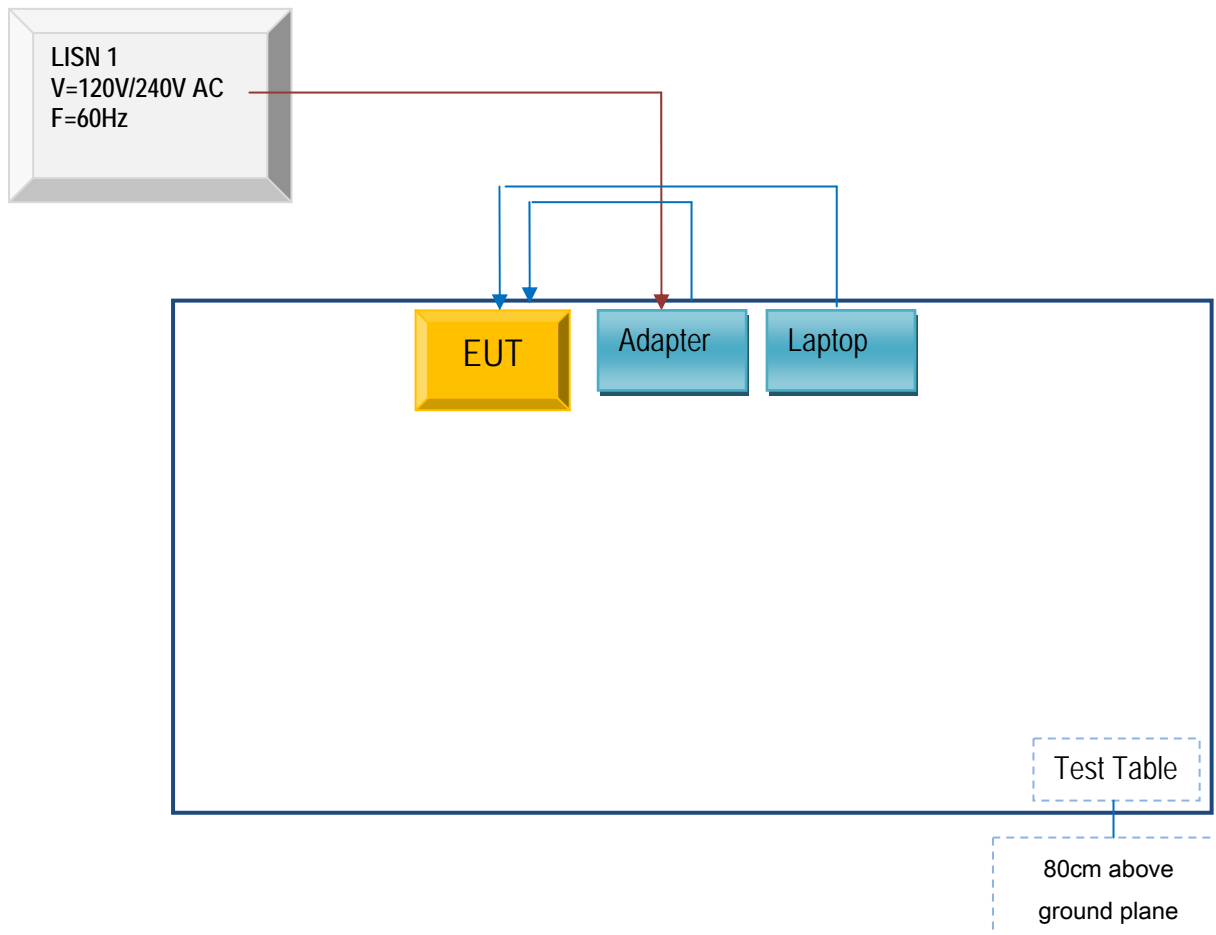 LISN 1
V=120V/240V AC
F=60Hz
EUT
Adapter
Laptop
Test Table
80cm above
ground plane